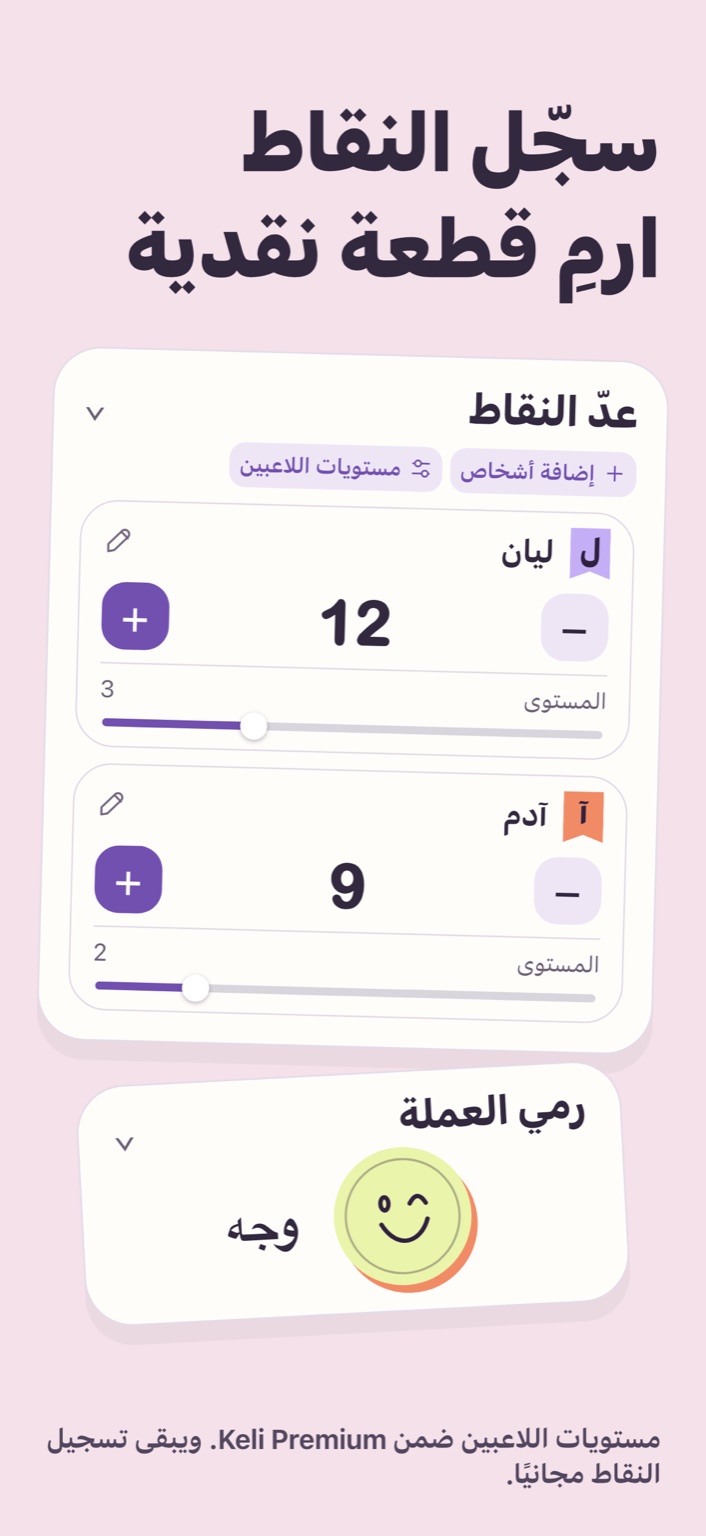 سجّل النقاط
ارمِ قطعة نقدية
عدّ النقاط
+ إضافة أشخاص
مستويات اللاعبين
ل ليان
− 12 +
المستوى 3
آ آدم
− 9 +
المستوى 2
رمي العملة
وجه
مستويات اللاعبين ضمن Keli Premium. ويبقى تسجيل
النقاط مجانيًا.